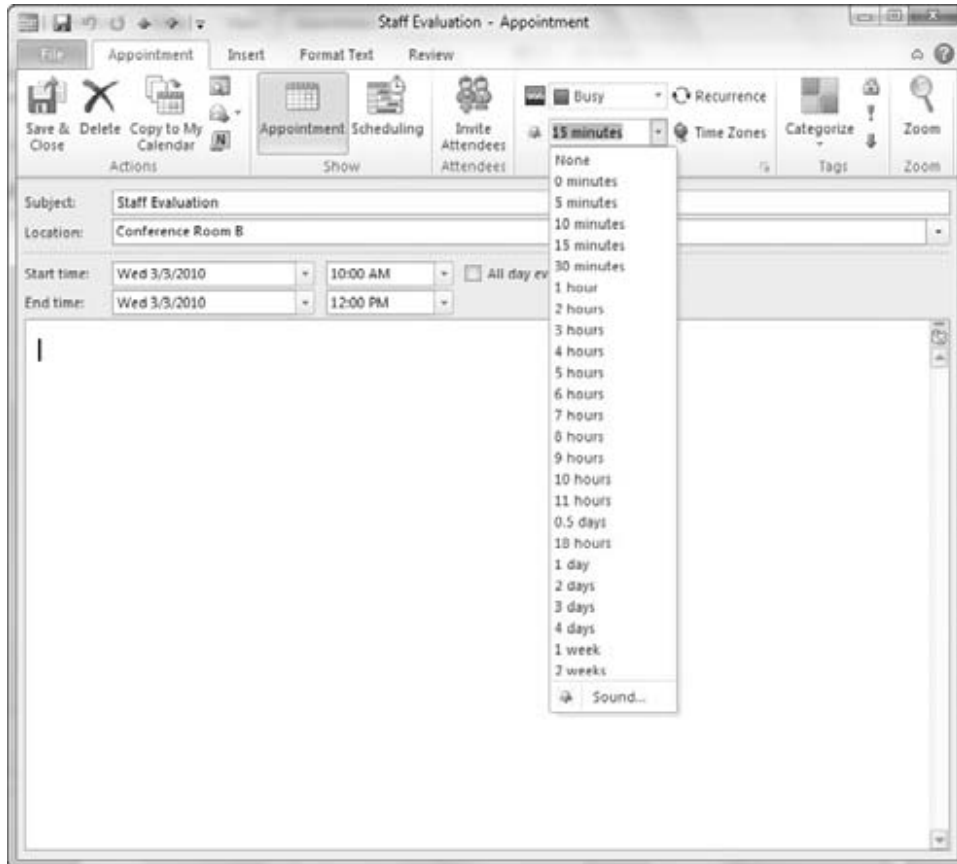 Staff Evaluation - Appointment
File Appointment Insert Format Text Review
Save & Close
Delete
Copy to My Calendar
Actions
Appointment
Scheduling
Show
Invite Attendees
Attendees
Busy
Recurrence
15 minutes
Time Zones
Categorize
Tags
Zoom
Zoom
Subject: Staff Evaluation
Location: Conference Room B
Start time: Wed 3/3/2010 10:00 AM All day ev
End time: Wed 3/3/2010 12:00 PM
None
0 minutes
5 minutes
10 minutes
15 minutes
30 minutes
1 hour
2 hours
3 hours
4 hours
5 hours
6 hours
7 hours
8 hours
9 hours
10 hours
11 hours
0.5 days
18 hours
1 day
2 days
3 days
4 days
1 week
2 weeks
Sound...